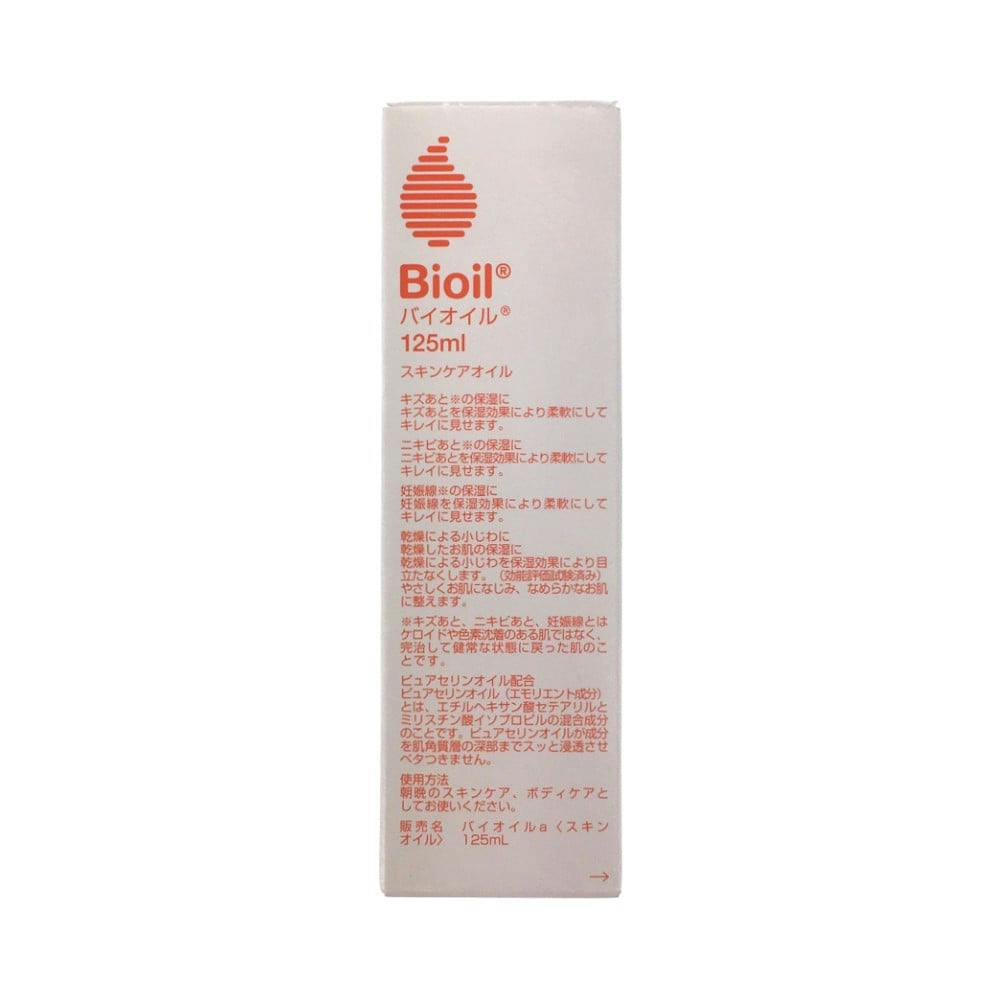 Bioil®
バイオイル®
125ml
スキンケアオイル
キズあと※の保湿に
キズあとを保湿効果により柔軟にして
キレイに見せます。
ニキビあと※の保湿に
ニキビあとを保湿効果により柔軟にして
キレイに見せます。
妊娠線※の保湿に
妊娠線を保湿効果により柔軟にして
キレイに見せます。
乾燥による小じわに
乾燥したお肌の保湿に
乾燥による小じわを保湿効果により目
立たなくします。（効能評価試験済み）
やさしくお肌になじみ、なめらかなお肌
に整えます。
※キズあと、ニキビあと、妊娠線とは
ケロイドや色素沈着のある肌ではなく、
完治して健常な状態に戻った肌のこ
とです。
ピュアセリンオイル配合
ピュアセリンオイル（エモリエント成分）
とは、エチルヘキサン酸セテアリルと
ミリスチン酸イソプロピルの混合成分
のことです。ピュアセリンオイルが成分
を肌角質層の深部までスッと浸透させ
ベタつきません。
使用方法
朝晩のスキンケア、ボディケアと
してお使いください。
販売名 バイオイルa〈スキン
オイル〉 125mL
→